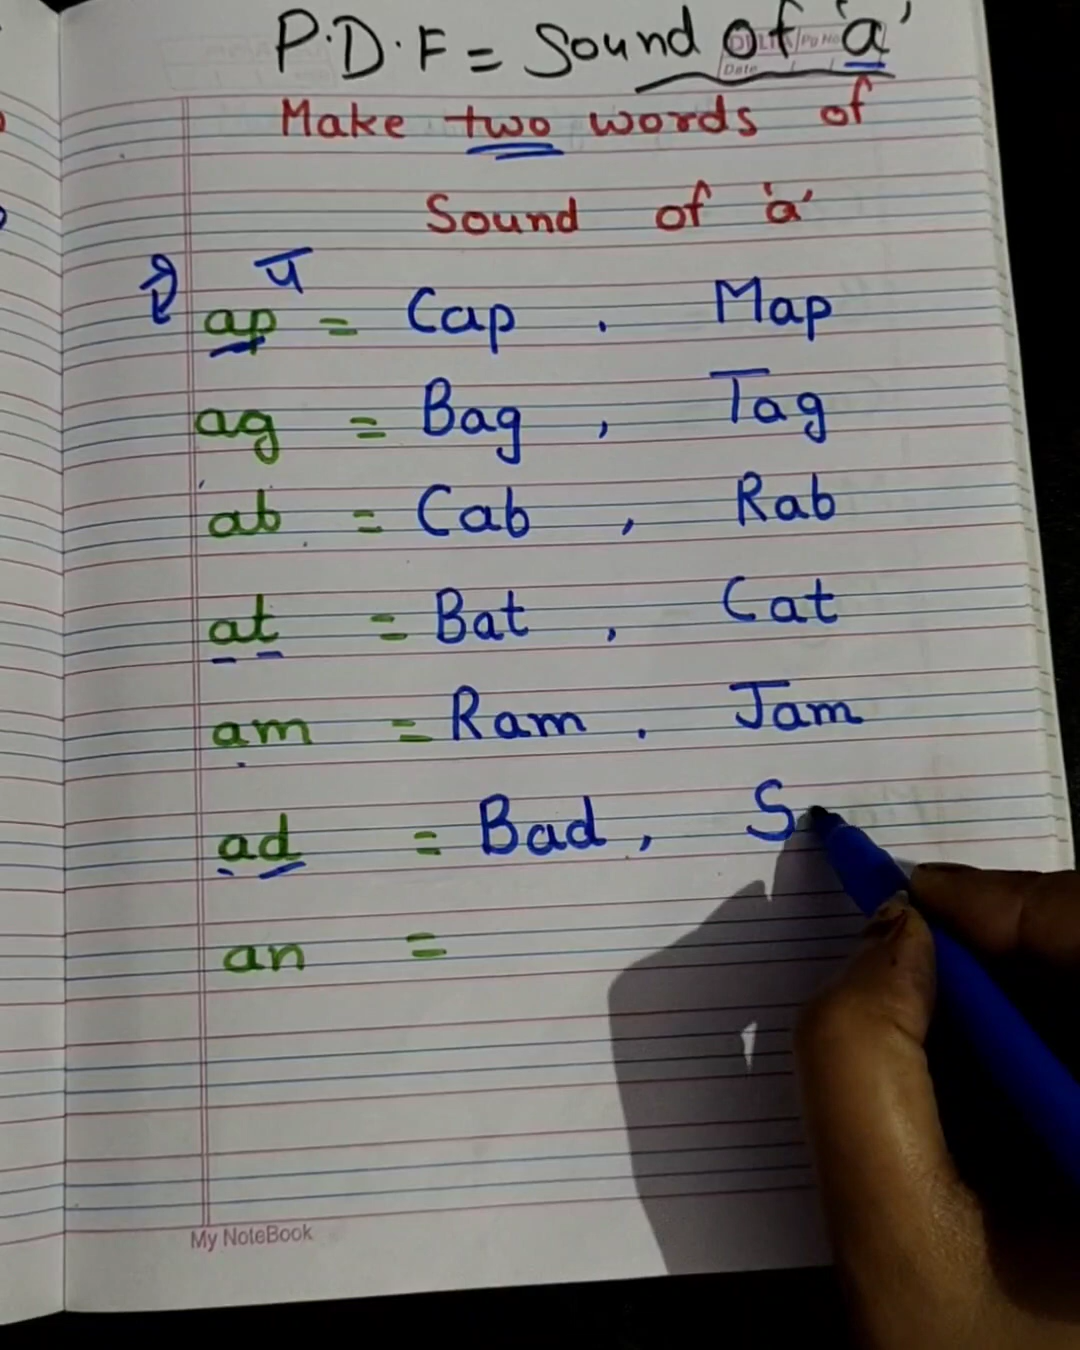 P.D.F = Sound of 'a'
Make two words of
Sound of 'a'
ऐ प
ap = Cap , Map
ag = Bag , Tag
ab = Cab , Rab
at = Bat , Cat
am = Ram , Jam
ad = Bad , S
an =
My NoteBook